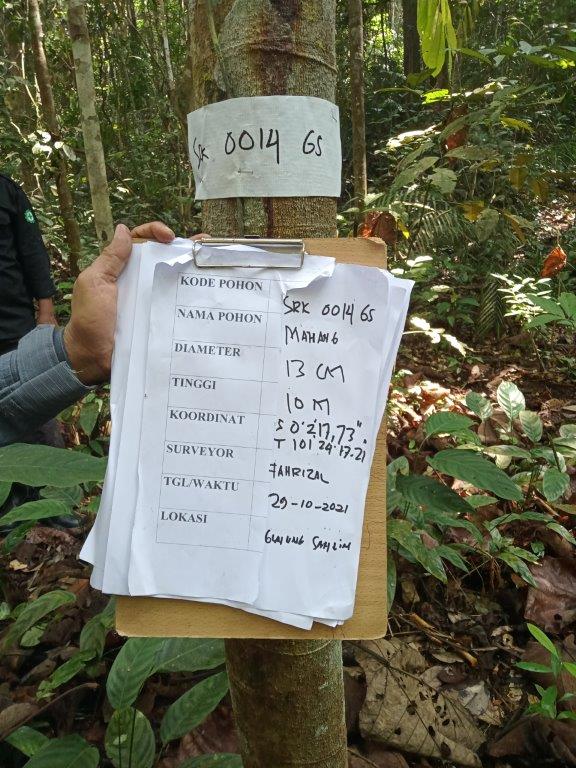 SRK 0014 GS
KODE POHON SRK 0014 GS
NAMA POHON MAHANG
DIAMETER 13 CM
TINGGI 10 M
KOORDINAT S 0°2'17,73".
T 101°29'17.21
SURVEYOR FAHRIZAL
TGL/WAKTU 29-10-2021
LOKASI GUNUNG SAHILAN